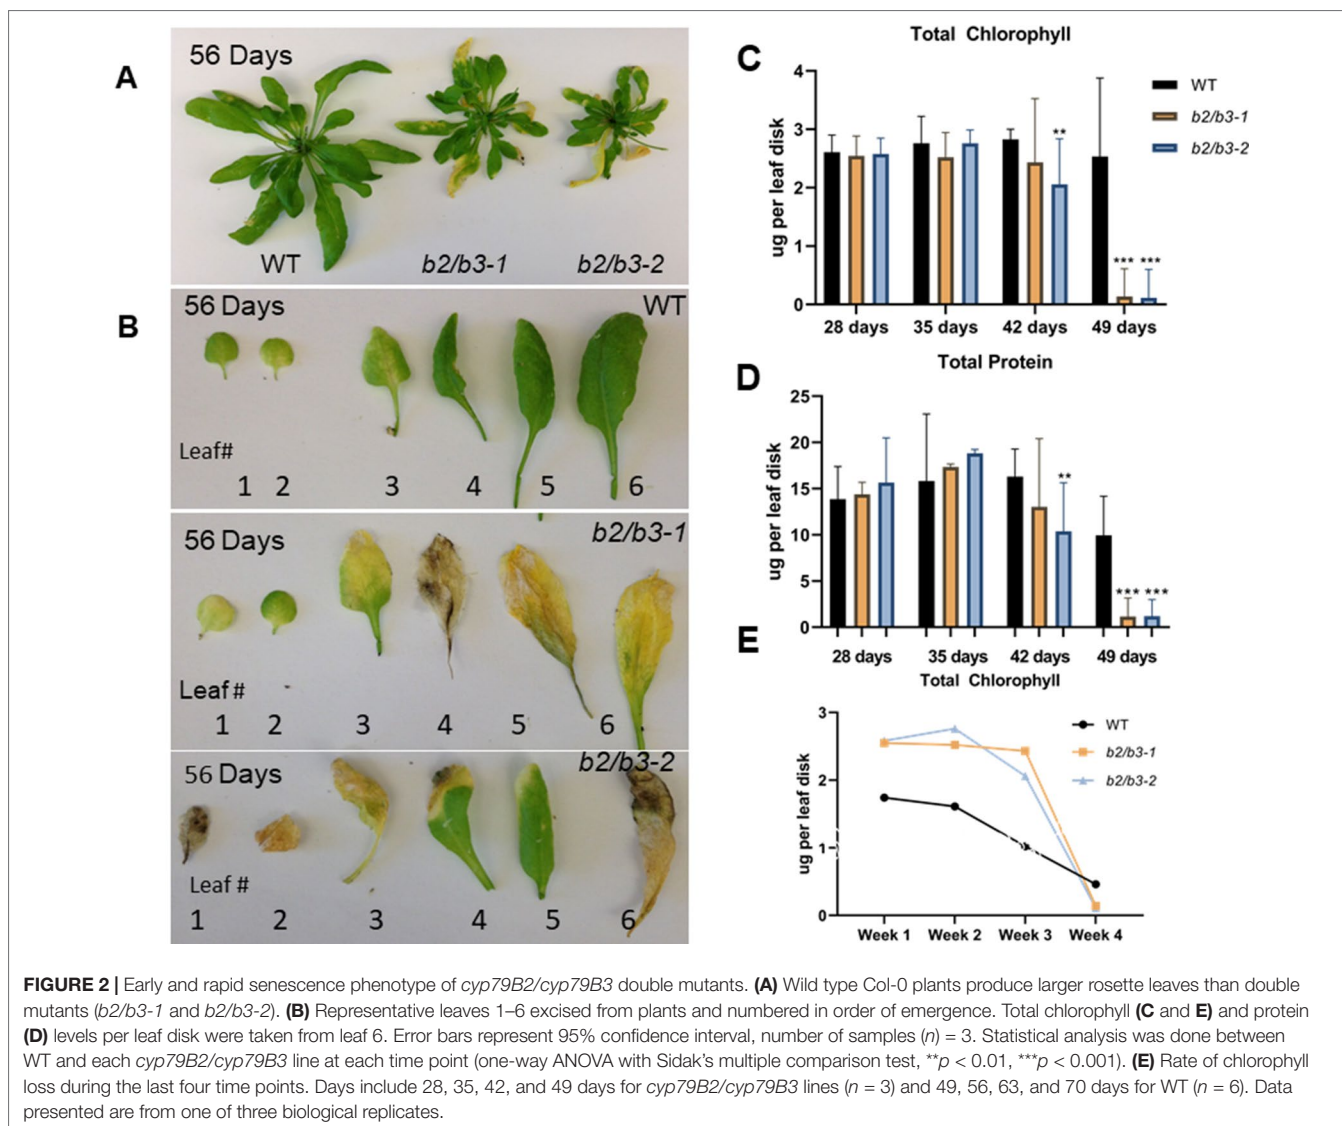 A
56 Days
WT
b2/b3-1
b2/b3-2
B
56 Days
WT
Leaf#
1 2 3 4 5 6
56 Days
b2/b3-1
Leaf #
1 2 3 4 5 6
56 Days
b2/b3-2
Leaf #
1 2 3 4 5 6
C
Total Chlorophyll
ug per leaf disk
4
3
2
1
0
**
*** ***
28 days 35 days 42 days 49 days
WT
b2/b3-1
b2/b3-2
D
Total Protein
ug per leaf disk
25
20
15
10
5
0
**
*** ***
28 days 35 days 42 days 49 days
E
Total Chlorophyll
ug per leaf disk
3
2
1
0
Week 1 Week 2 Week 3 Week 4
WT
b2/b3-1
b2/b3-2
FIGURE 2 | Early and rapid senescence phenotype of cyp79B2/cyp79B3 double mutants. (A) Wild type Col-0 plants produce larger rosette leaves than double
mutants (b2/b3-1 and b2/b3-2). (B) Representative leaves 1–6 excised from plants and numbered in order of emergence. Total chlorophyll (C and E) and protein
(D) levels per leaf disk were taken from leaf 6. Error bars represent 95% confidence interval, number of samples (n) = 3. Statistical analysis was done between
WT and each cyp79B2/cyp79B3 line at each time point (one-way ANOVA with Sidak's multiple comparison test, **p < 0.01, ***p < 0.001). (E) Rate of chlorophyll
loss during the last four time points. Days include 28, 35, 42, and 49 days for cyp79B2/cyp79B3 lines (n = 3) and 49, 56, 63, and 70 days for WT (n = 6). Data
presented are from one of three biological replicates.